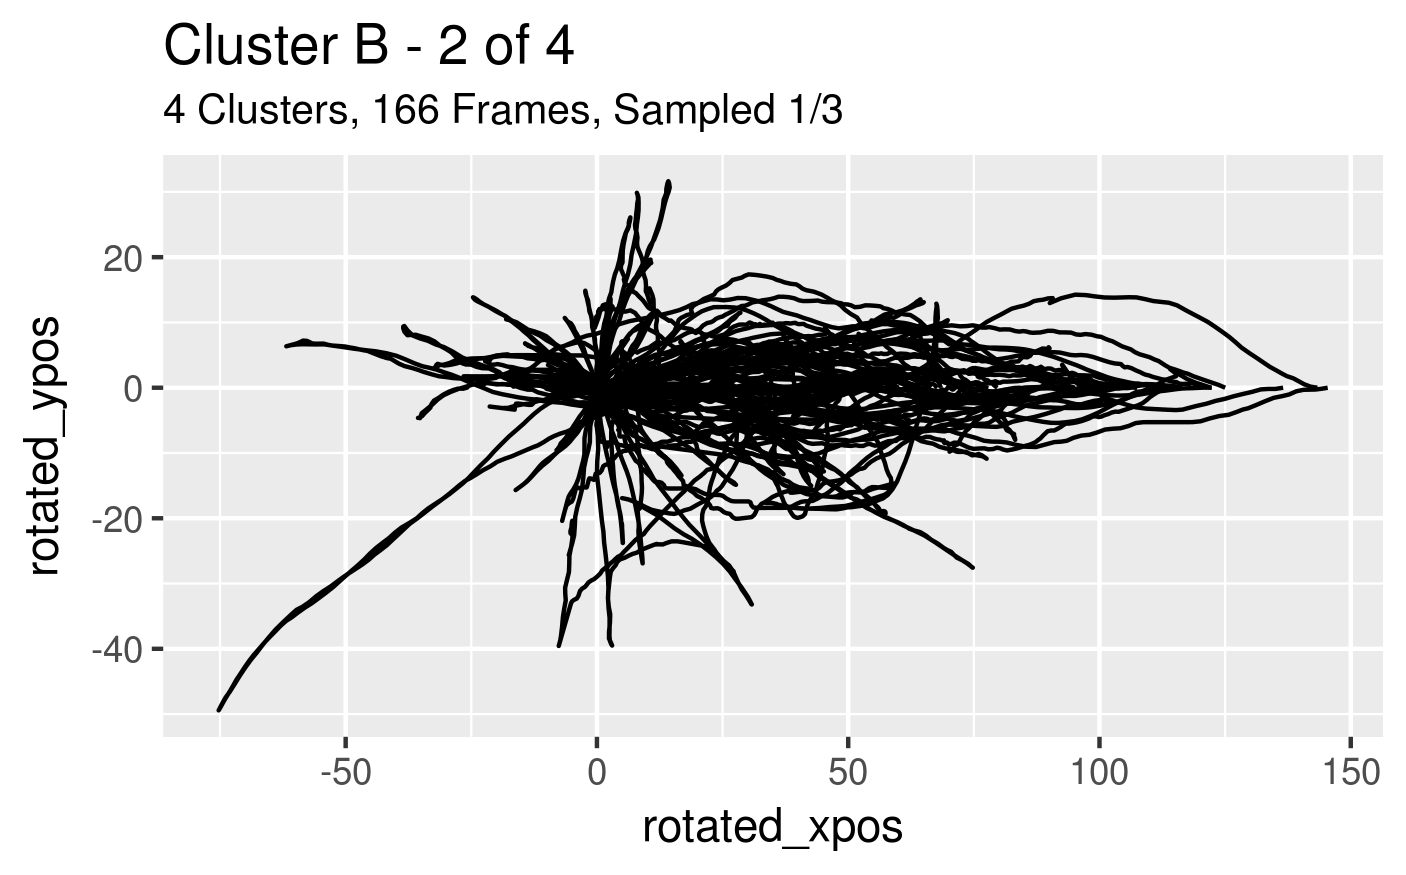 Cluster B - 2 of 4
4 Clusters, 166 Frames, Sampled 1/3
rotated_ypos
20
0
-20
-40
-50
0
50
100
150
rotated_xpos